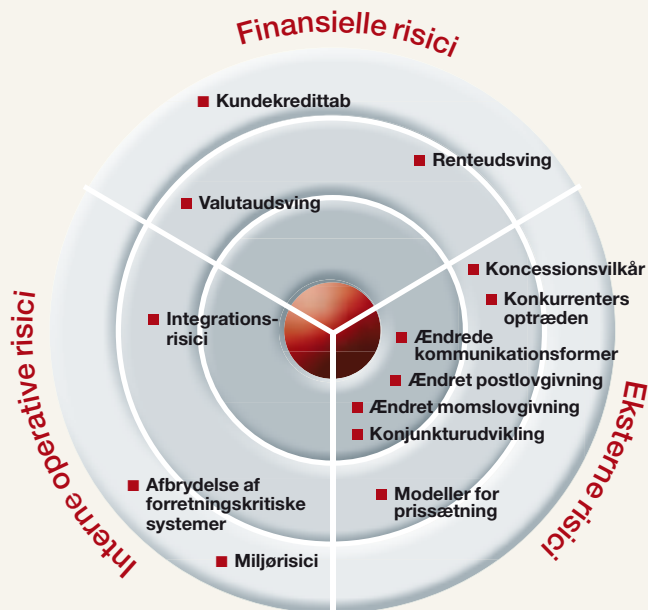 Finansielle risici
Kundekredittab
Renteudsving
Valutaudsving
Koncessionsvilkår
Konkurrenters
optræden
Integrations-
risici
Ændrede
kommunikationsformer
Ændret postlovgivning
Ændret momslovgivning
Konjunkturudvikling
Afbrydelse af
forretningskritiske
systemer
Modeller for
prissætning
Miljørisici
Interne operative risici
Eksterne risici